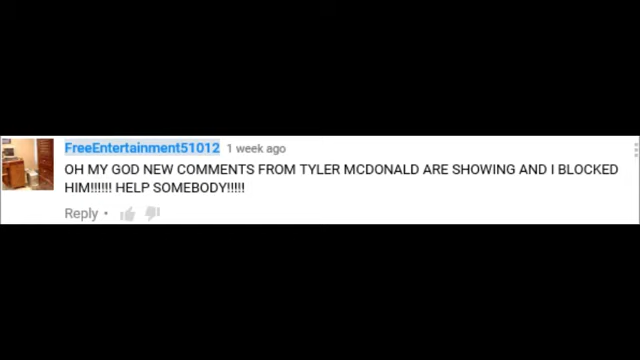 FreeEntertainment51012 1 week ago
OH MY GOD NEW COMMENTS FROM TYLER MCDONALD ARE SHOWING AND I BLOCKED
HIM!!!!!! HELP SOMEBODY!!!!!
Reply •